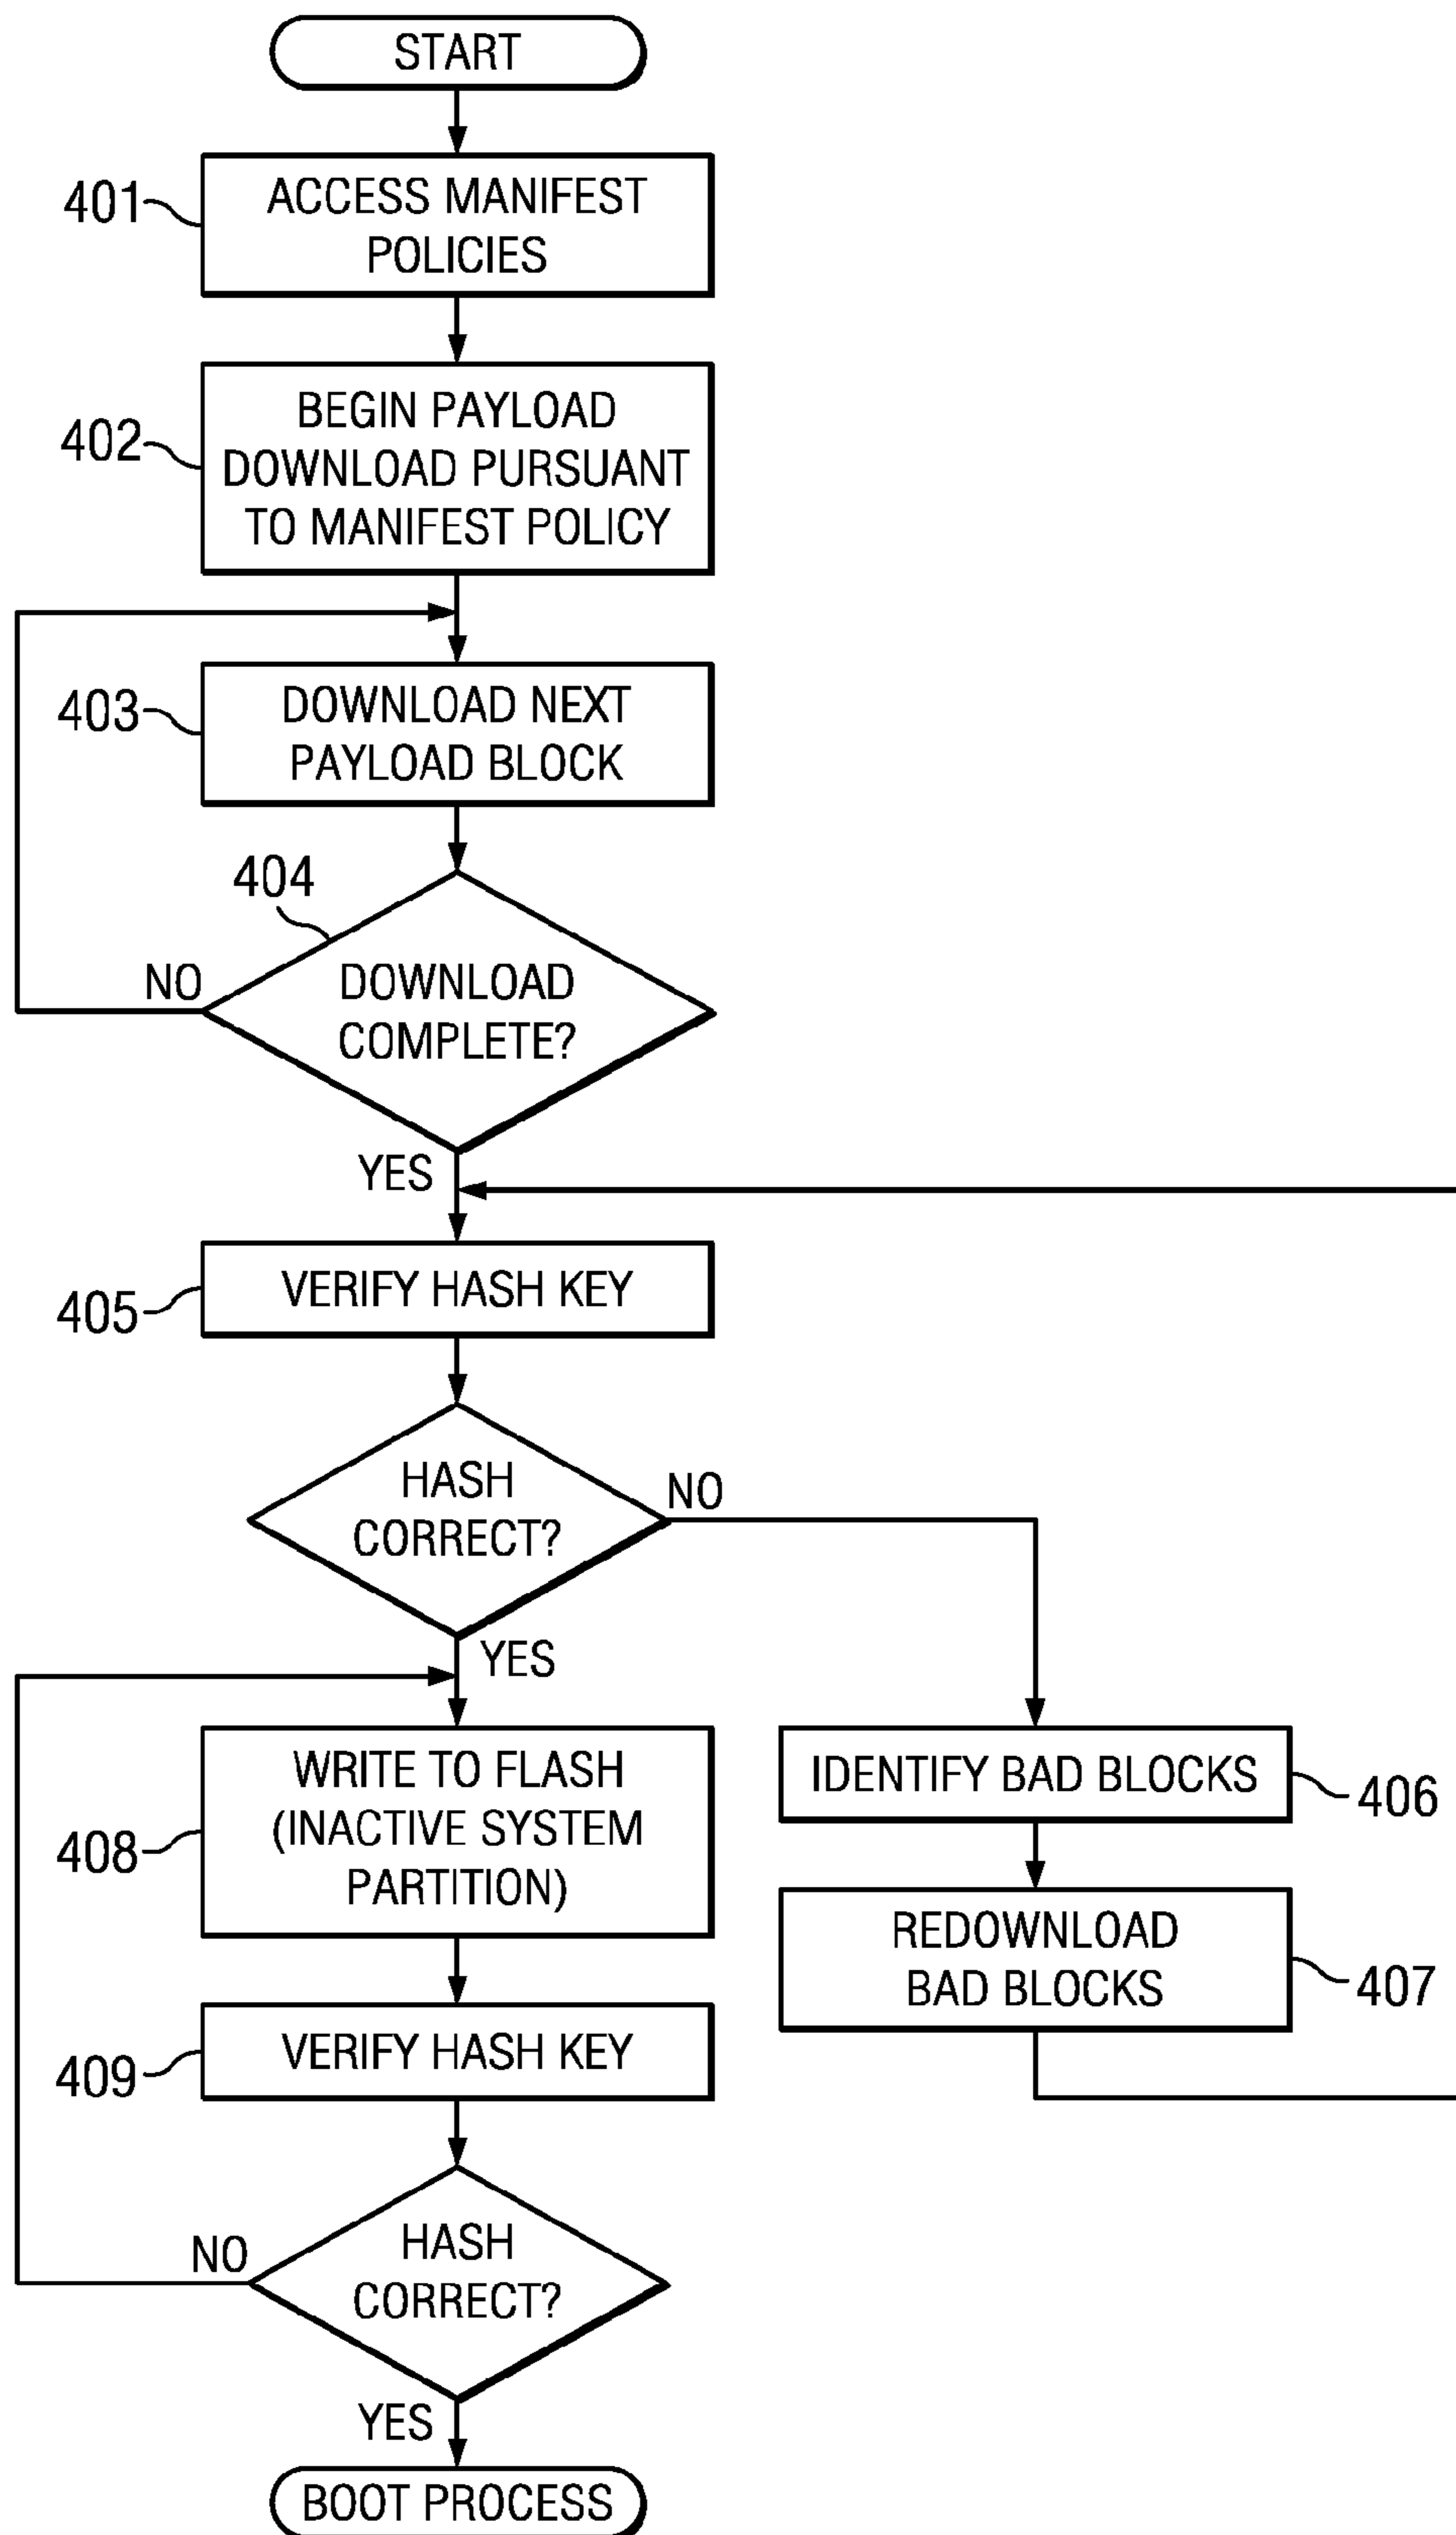 START
401
ACCESS MANIFEST
POLICIES
402
BEGIN PAYLOAD
DOWNLOAD PURSUANT
TO MANIFEST POLICY
403
DOWNLOAD NEXT
PAYLOAD BLOCK
404
NO
DOWNLOAD
COMPLETE?
YES
405
VERIFY HASH KEY
HASH
CORRECT?
NO
YES
408
WRITE TO FLASH
(INACTIVE SYSTEM
PARTITION)
IDENTIFY BAD BLOCKS
406
REDOWNLOAD
BAD BLOCKS
407
409
VERIFY HASH KEY
NO
HASH
CORRECT?
YES
BOOT PROCESS